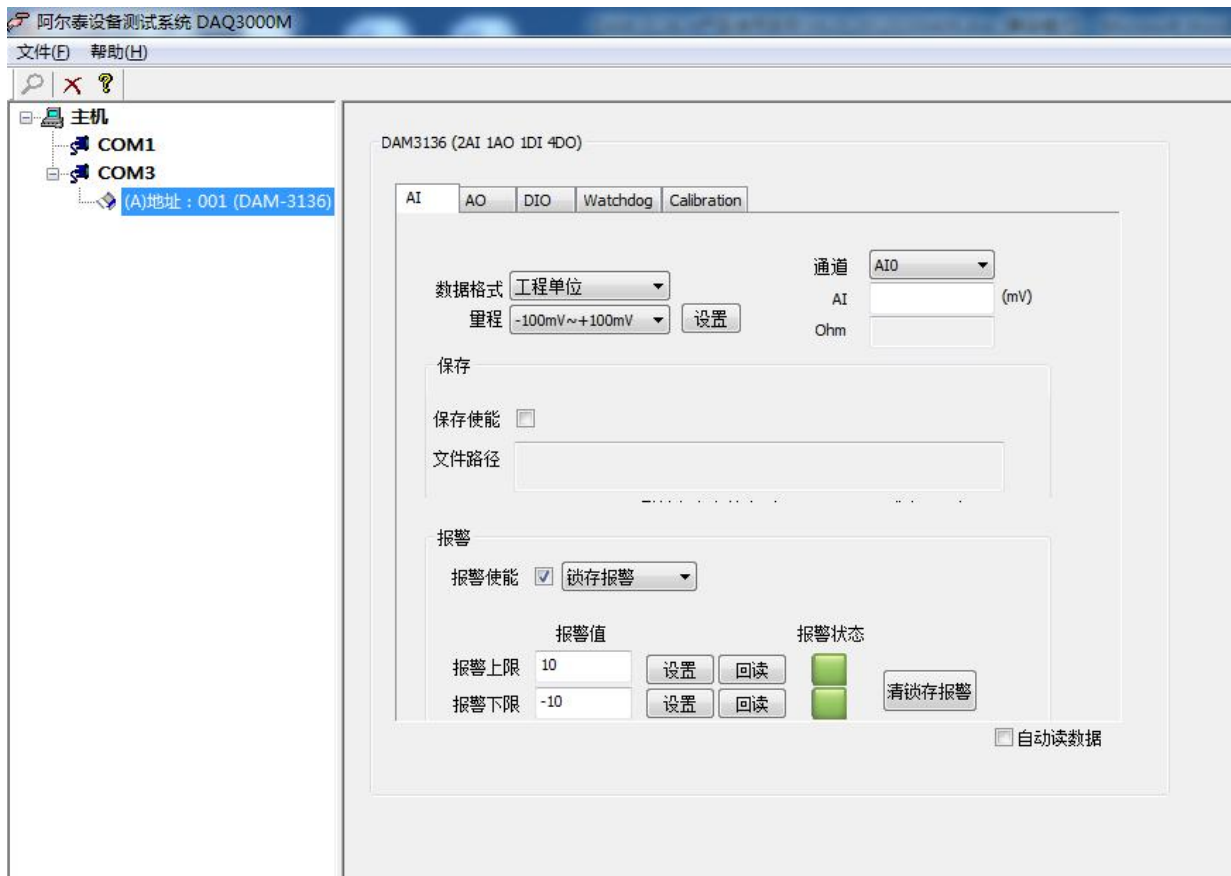 阿尔泰设备测试系统 DAQ3000M
文件(F) 帮助(H)
主机
COM1
COM3
(A)地址：001 (DAM-3136)
DAM3136 (2AI 1AO 1DI 4DO)
AI AO DIO Watchdog Calibration
通道 AI0
数据格式 工程单位
AI (mV)
量程 -100mV~+100mV 设置
Ohm
保存
保存使能
文件路径
报警
报警使能 锁存报警
报警值 报警状态
报警上限 10 设置 回读
清锁存报警
报警下限 -10 设置 回读
自动读数据